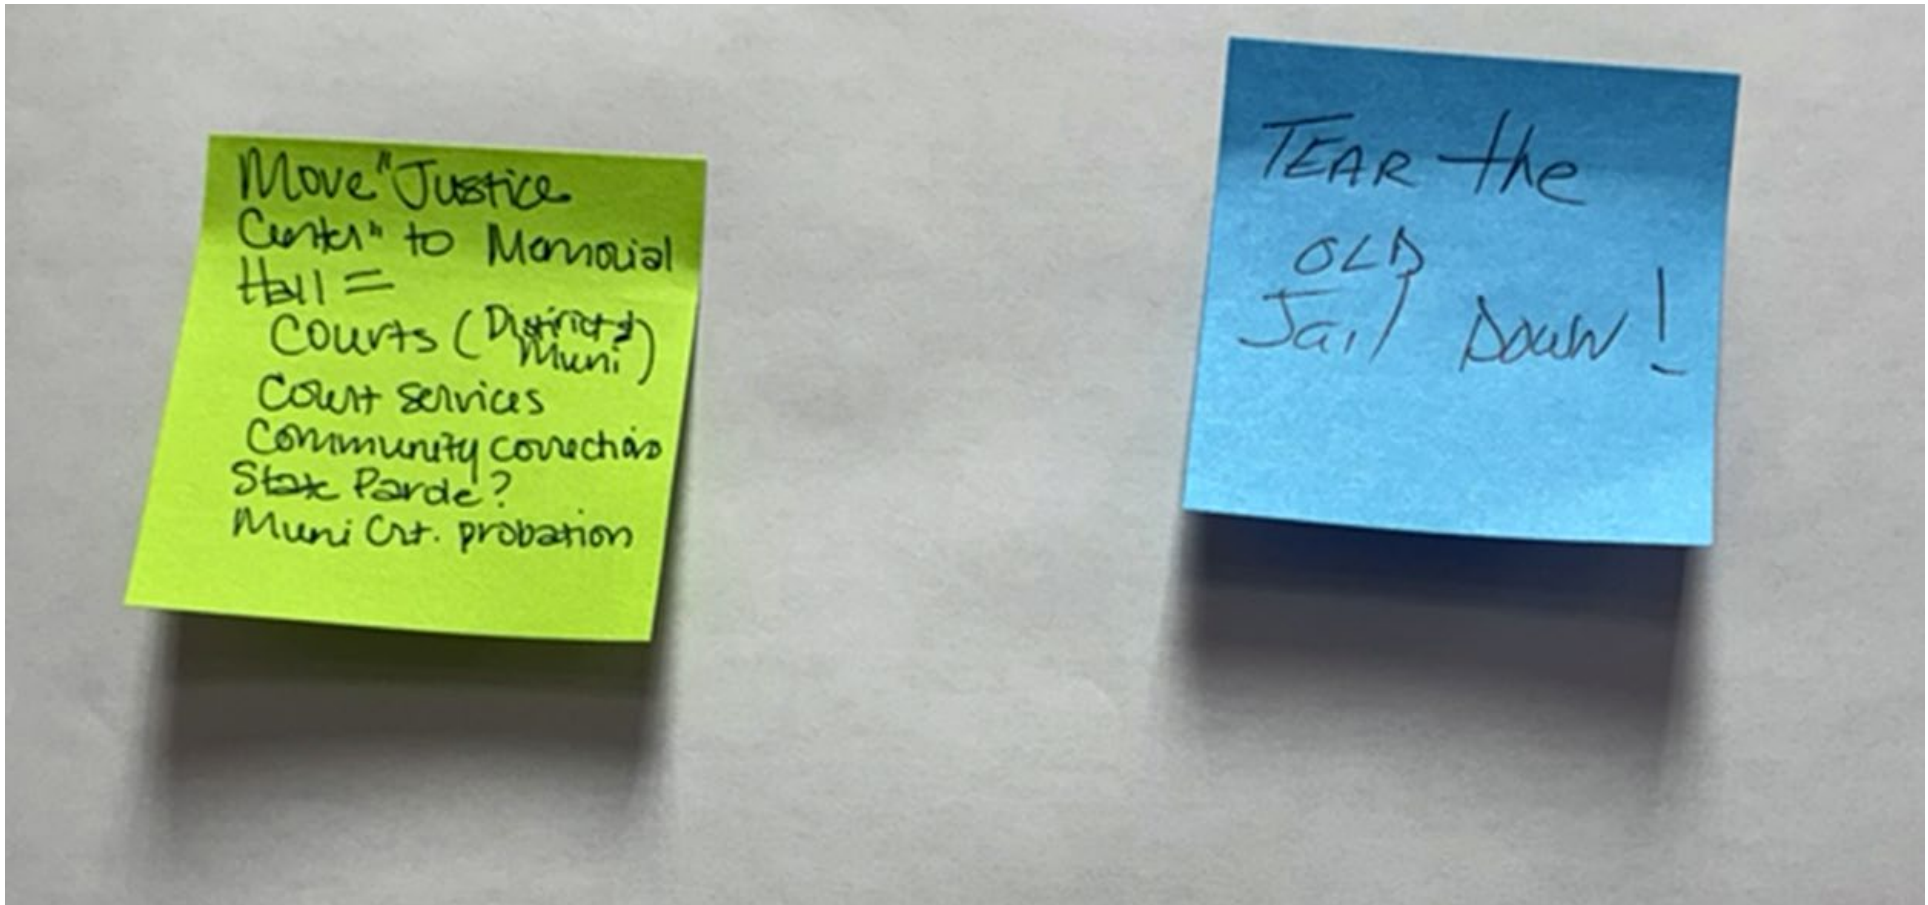 Move "Justice
Center" to Memorial
Hall =
Courts (District &
Muni)
Court services
Community corrections
State Parole?
Muni Crt. probation
TEAR the
OLD
Jail Down!